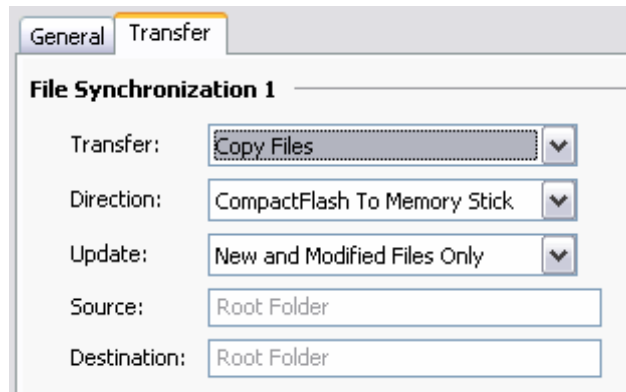 General Transfer
File Synchronization 1
Transfer: Copy Files
Direction: CompactFlash To Memory Stick
Update: New and Modified Files Only
Source: Root Folder
Destination: Root Folder